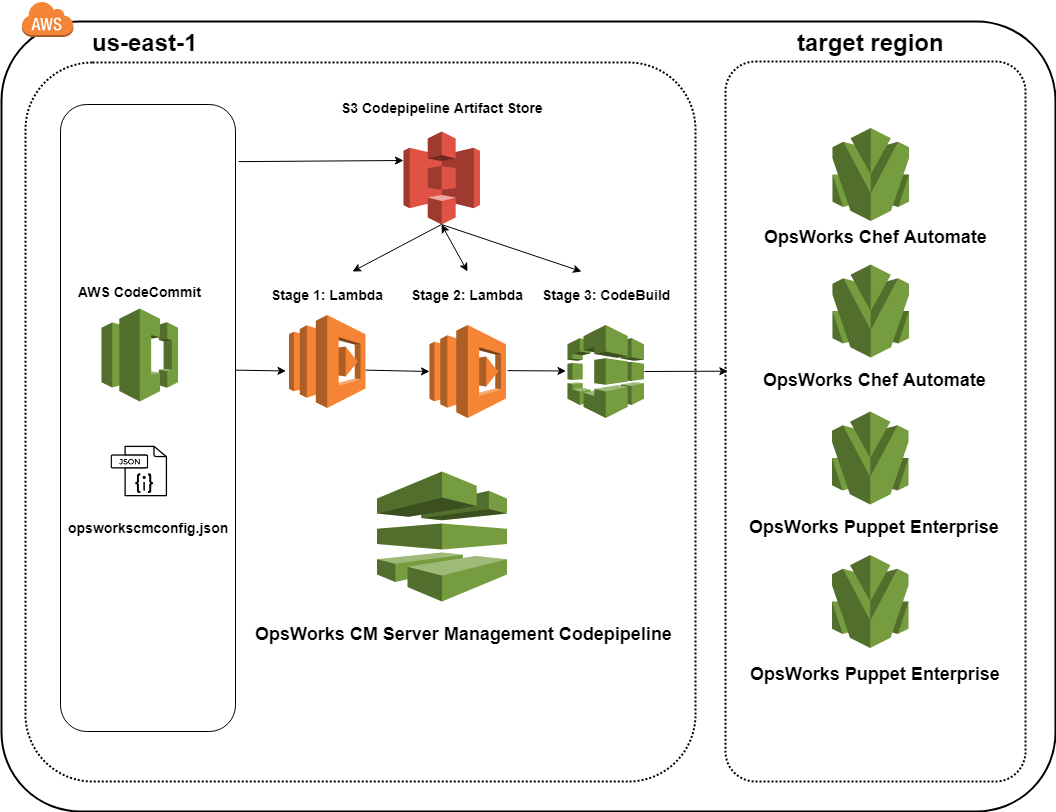 AWS
us-east-1
target region
S3 Codepipeline Artifact Store
AWS CodeCommit
Stage 1: Lambda
Stage 2: Lambda
Stage 3: CodeBuild
JSON
{i}
opsworkscmconfig.json
OpsWorks CM Server Management Codepipeline
OpsWorks Chef Automate
OpsWorks Chef Automate
OpsWorks Puppet Enterprise
OpsWorks Puppet Enterprise